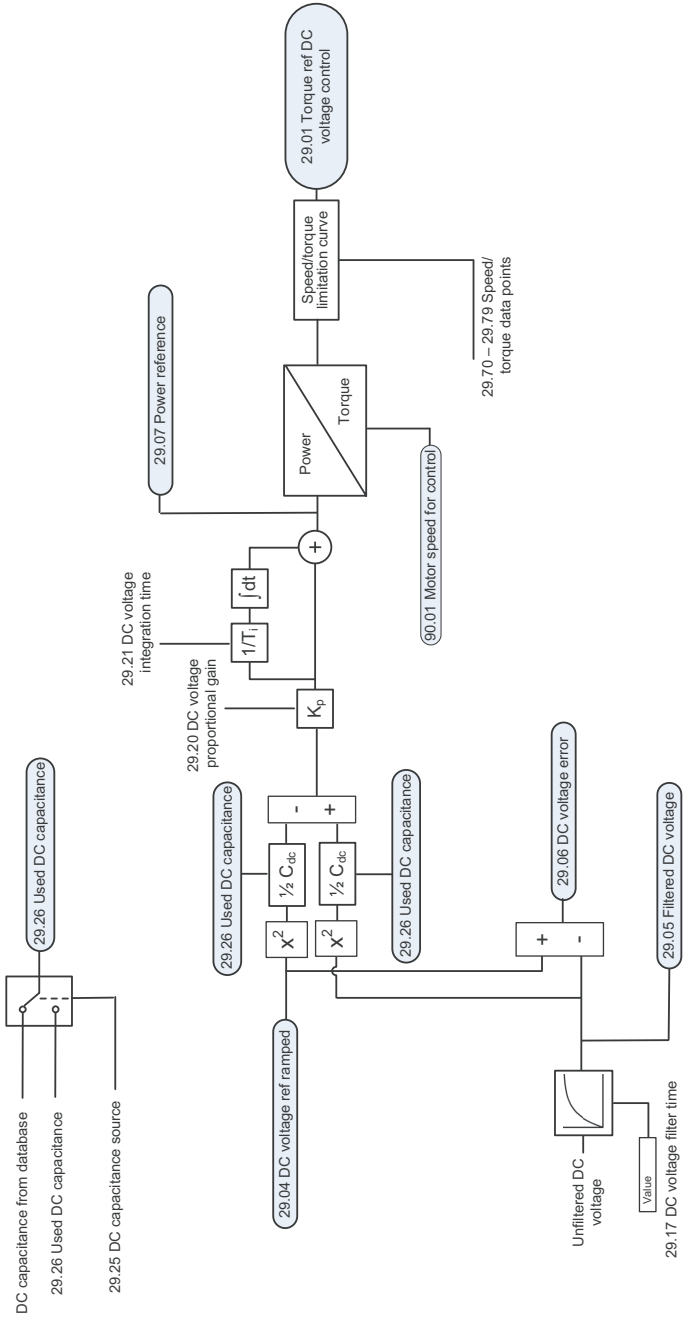 DC capacitance from database
29.26 Used DC capacitance
29.25 DC capacitance source
29.26 Used DC capacitance
29.04 DC voltage ref ramped
x²
x²
½ Cdc
½ Cdc
29.26 Used DC capacitance
29.26 Used DC capacitance
-
+
29.20 DC voltage
proportional gain
Kp
29.21 DC voltage
integration time
1/Ti
∫dt
+
29.07 Power reference
Power
Torque
90.01 Motor speed for control
Speed/torque
limitation curve
29.70 – 29.79 Speed/
torque data points
29.01 Torque ref DC
voltage control
Unfiltered DC
voltage
Value
29.17 DC voltage filter time
+
-
29.06 DC voltage error
29.05 Filtered DC voltage